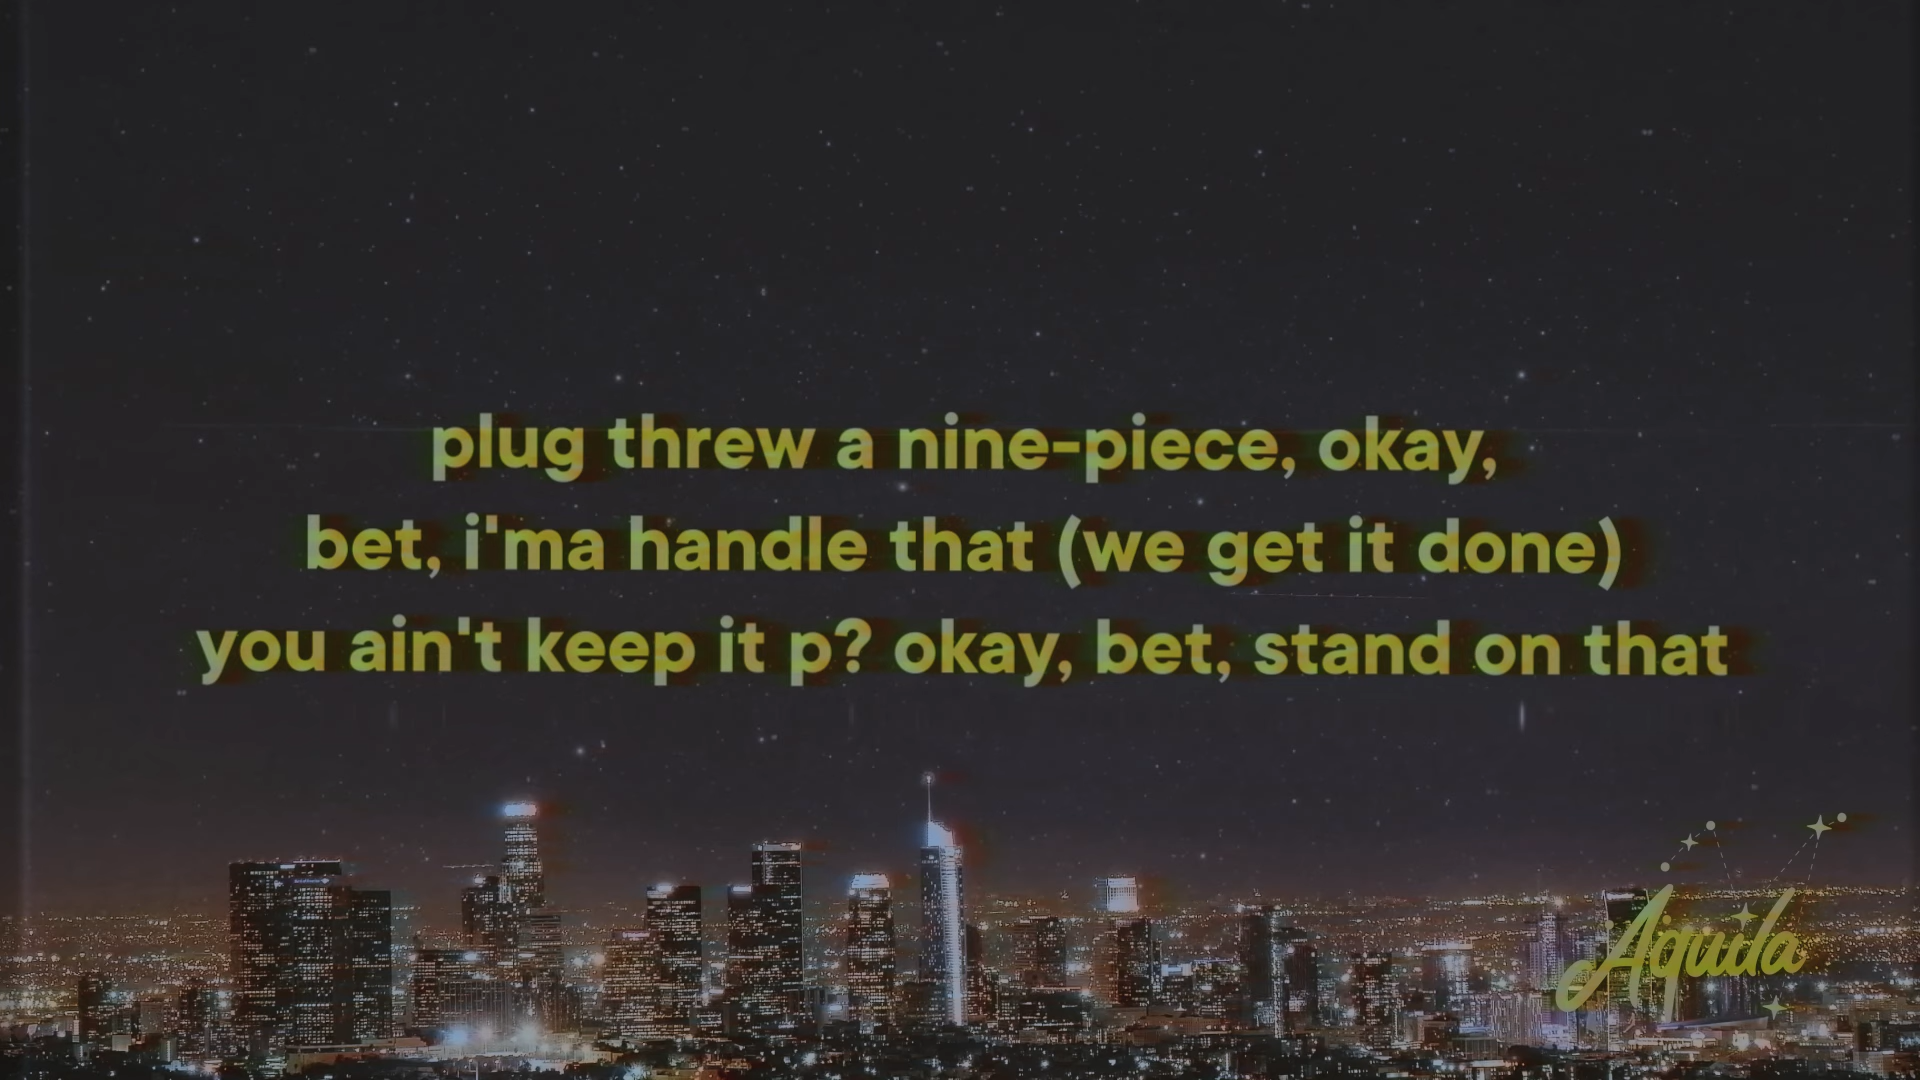 plug threw a nine-piece, okay,
bet, i'ma handle that (we get it done)
you ain't keep it p? okay, bet, stand on that
Aquila